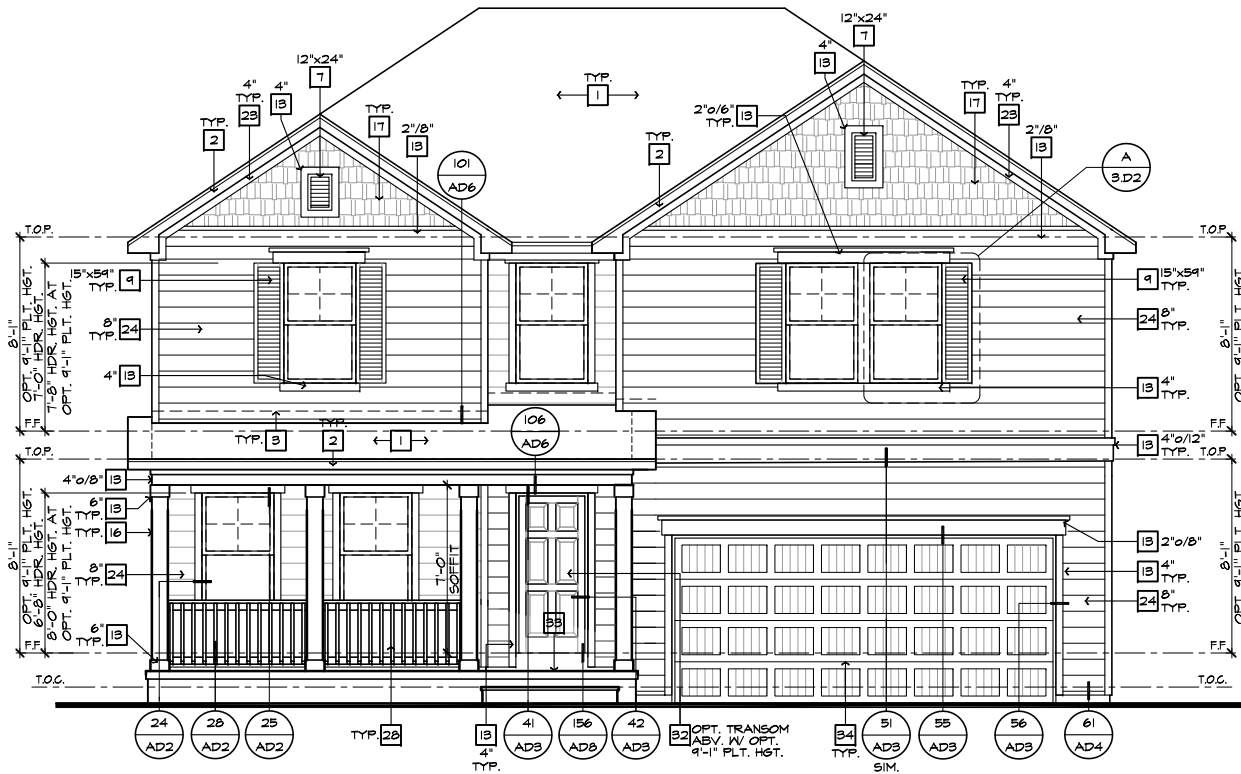 12"x24"
7
4"
13
4"
TYP.
23
TYP.
2
TYP.
17
2"/8"
13
101
AD6
TYP.
1
12"x24"
7
4"
13
2"o/6"
TYP.
13
TYP.
2
TYP.
17
4"
TYP.
23
2"/8"
13
A
3.D2
T.O.P.
T.O.P.
15"x59"
TYP.
9
8"
TYP.
24
4"
13
8'-1"
OPT. 9'-1" PLT. HGT.
7'-0" HDR. HGT.
7'-8" HDR. HGT. AT
OPT. 9'-1" PLT. HGT.
9
15"x59"
TYP.
24
8"
TYP.
13
4"
TYP.
8'-1"
OPT. 9'-1" PLT. HGT.
F.F.
F.F.
TYP.
3
TYP.
2
1
106
AD6
13
4"o/12"
TYP.
T.O.P.
T.O.P.
4"o/8"
13
6"
TYP.
13
TYP.
16
8"
TYP.
24
6"
TYP.
13
8'-1"
OPT. 9'-1" PLT. HGT.
6'-8" HDR. HGT.
8'-0" HDR. HGT. AT
OPT. 9'-1" PLT. HGT.
7'-0"
SOFFIT
33
13
2"o/8"
13
4"
TYP.
24
8"
TYP.
8'-1"
OPT. 9'-1" PLT. HGT.
F.F.
F.F.
T.O.C.
T.O.C.
24
AD2
28
AD2
25
AD2
TYP.
28
13
4"
TYP.
41
AD3
156
AD8
42
AD3
32
OPT. TRANSOM
ABV. W/ OPT.
9'-1" PLT. HGT.
34
TYP.
51
AD3
SIM.
55
AD3
56
AD3
61
AD4